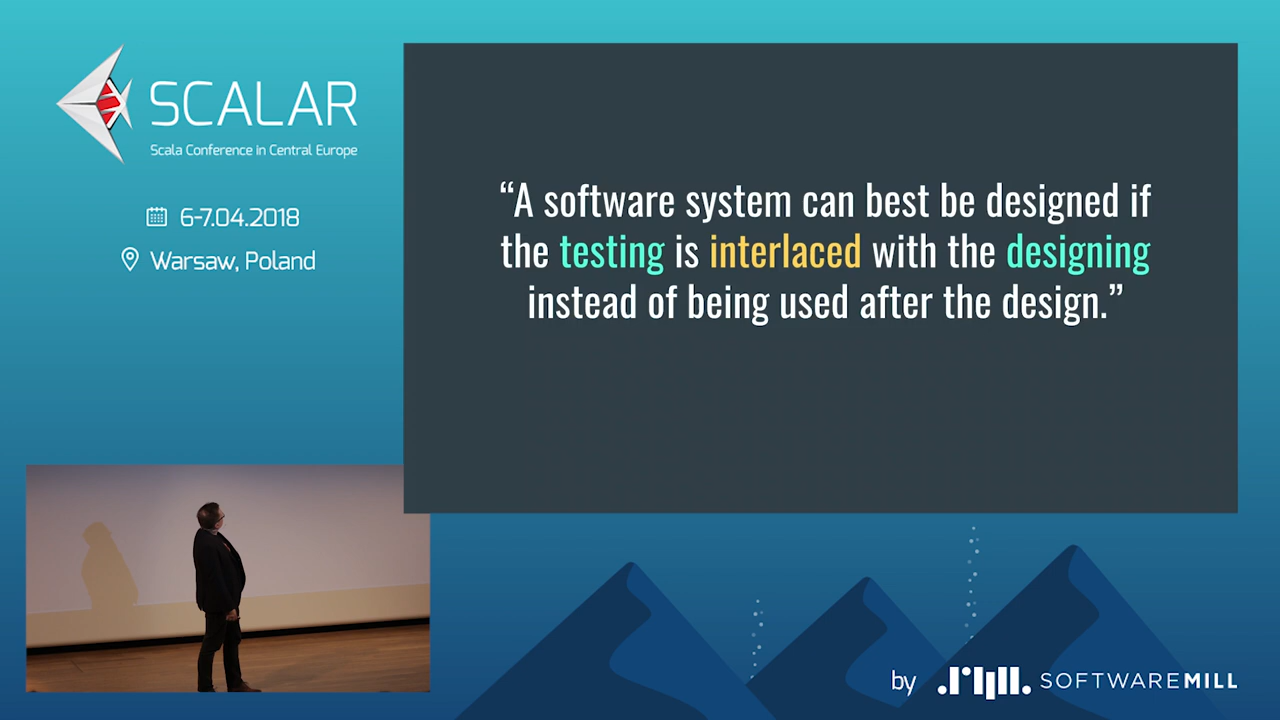 SCALAR
Scala Conference in Central Europe
6-7.04.2018
Warsaw, Poland
“A software system can best be designed if
the testing is interlaced with the designing
instead of being used after the design.”
by SOFTWAREMILL